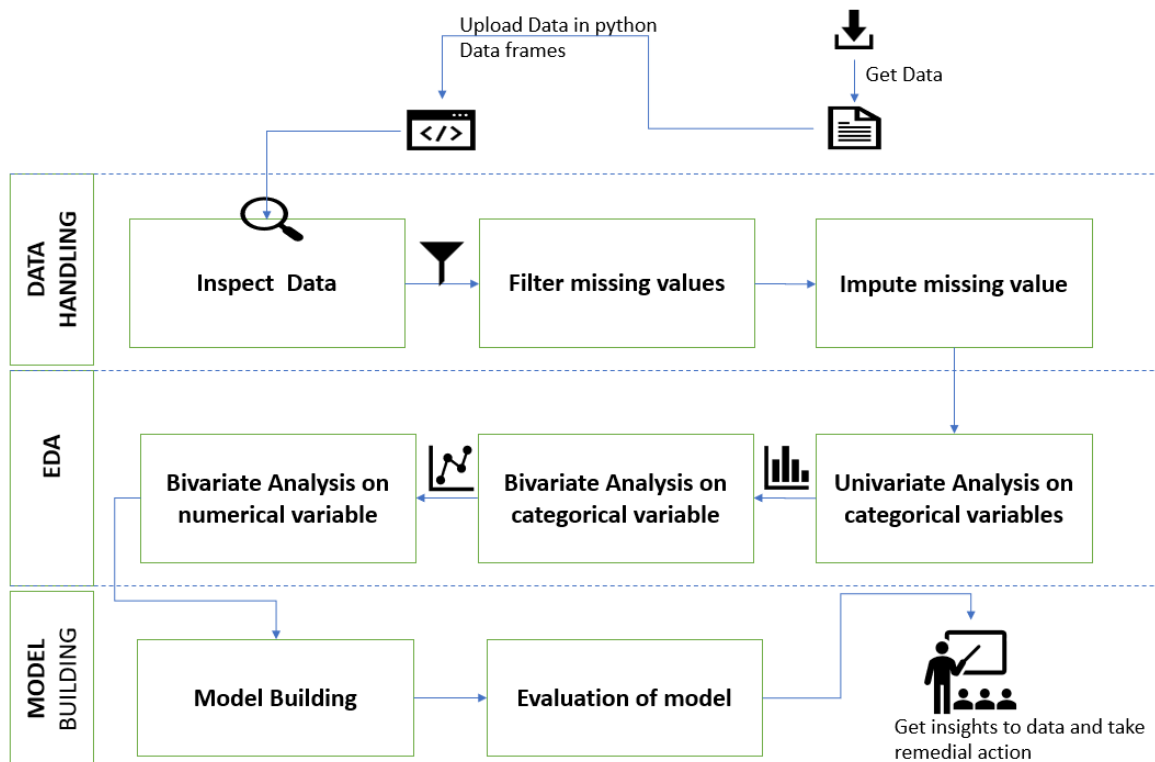 Upload Data in python
Data frames
Get Data
</>
DATA
HANDLING
Inspect Data
Filter missing values
Impute missing value
EDA
Bivariate Analysis on
numerical variable
Bivariate Analysis on
categorical variable
Univariate Analysis on
categorical variables
MODEL
BUILDING
Model Building
Evaluation of model
Get insights to data and take
remedial action